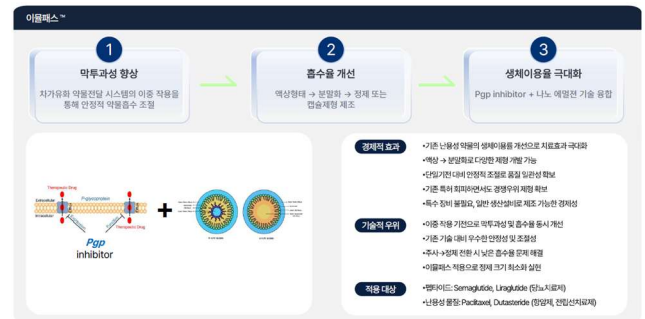 이뮬패스™
1
막투과성 향상
자가유화 약물전달 시스템의 이중 작용을
통해 안정적 약물흡수 조절
2
흡수율 개선
액상형태 → 분말화 → 정제 또는
캡슐제형 제조
3
생체이용률 극대화
Pgp inhibitor + 나노 에멀젼 기술 융합
Therapeutic Drug
P-glycoprotein
Extracellular
Intracellular
Therapeutic Drug
Pgp
inhibitor
+
경제적 효과
•기존 난용성 약물의 생체이용률 개선으로 치료효과 극대화
•액상 → 분말화로 다양한 제형 개발 가능
•단일기전 대비 안정적 조절로 품질 일관성 확보
•기존 특허 회피하면서도 경쟁우위 제형 확보
•특수 장비 불필요, 일반 생산설비로 제조 가능한 경제성
기술적 우위
•이중 작용 기전으로 막투과성 및 흡수율 동시 개선
•기존 기술 대비 우수한 안정성 및 조절성
•주사→정제 전환 시 낮은 흡수율 문제 해결
•이뮬패스 적용으로 정제 크기 최소화 실현
적용 대상
•펩타이드: Semaglutide, Liraglutide (당뇨치료제)
•난용성 물질: Paclitaxel, Dutasteride (항암제, 전립선치료제)